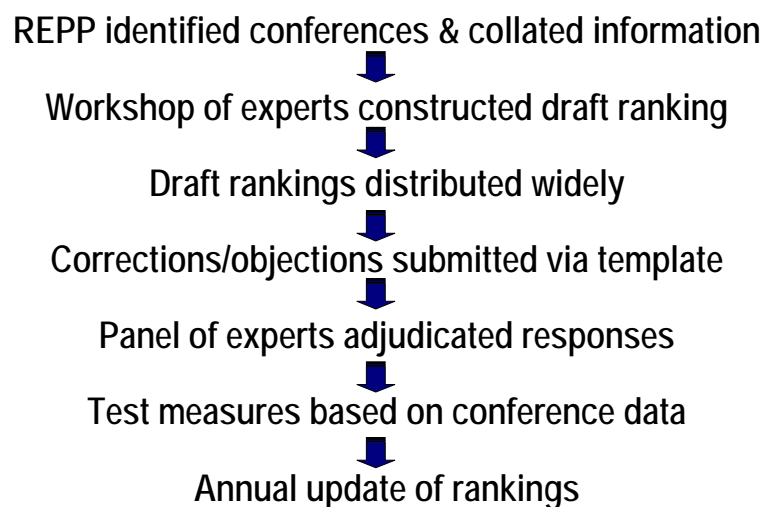 REPP identified conferences & collated information
Workshop of experts constructed draft ranking
Draft rankings distributed widely
Corrections/objections submitted via template
Panel of experts adjudicated responses
Test measures based on conference data
Annual update of rankings